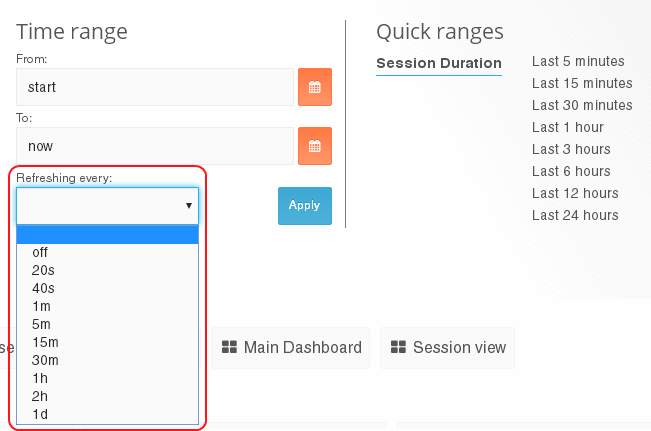 Time range
From:
start
To:
now
Refreshing every:
Apply
off
20s
40s
1m
5m
15m
30m
1h
2h
1d
Quick ranges
Session Duration
Last 5 minutes
Last 15 minutes
Last 30 minutes
Last 1 hour
Last 3 hours
Last 6 hours
Last 12 hours
Last 24 hours
Main Dashboard
Session view